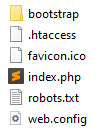 bootstrap
.htaccess
favicon.ico
index.php
robots.txt
web.config